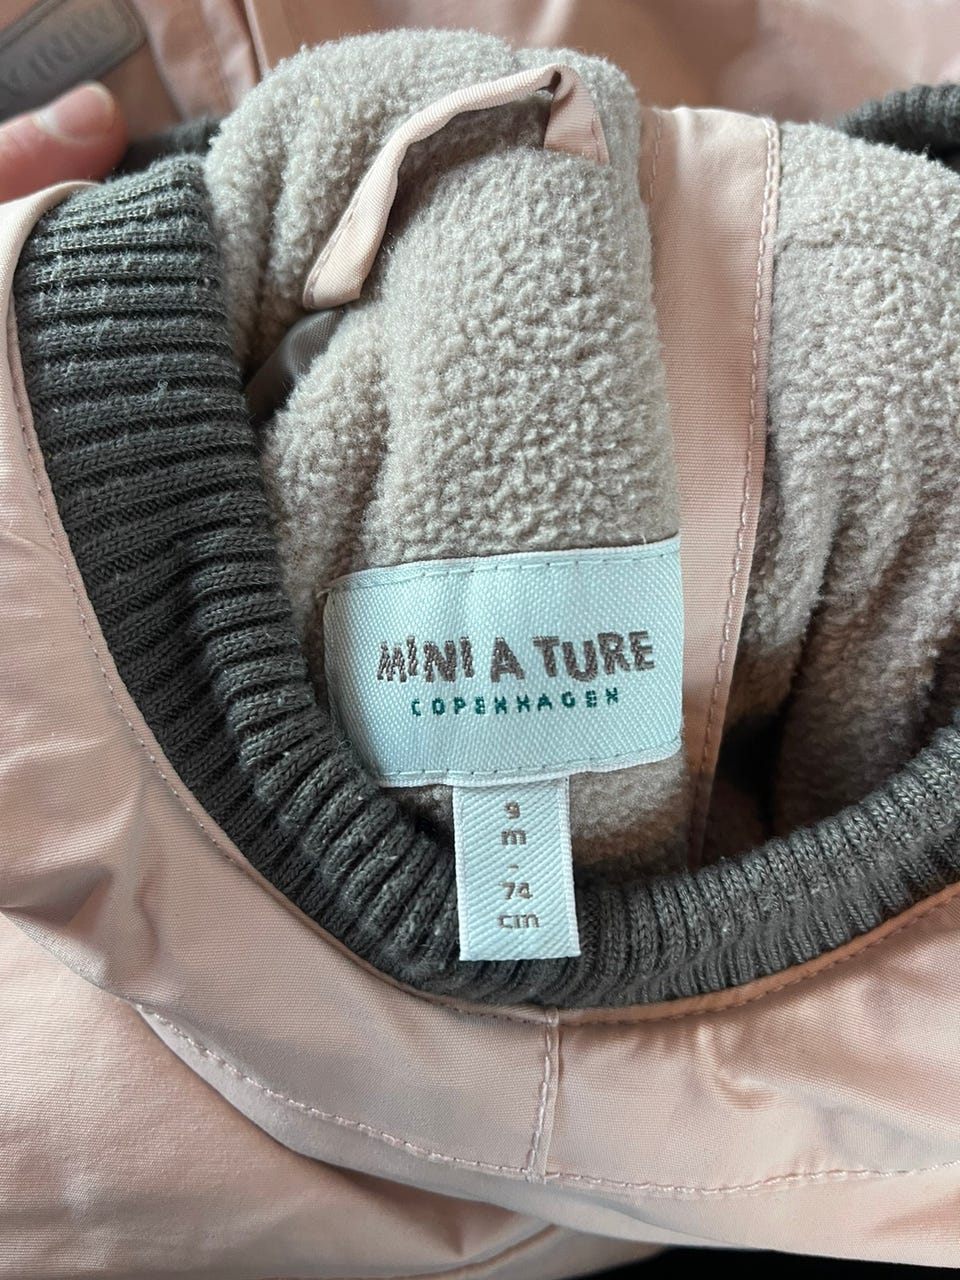 MINI A TURE
COPENHAGEN
9
m
-
74
cm